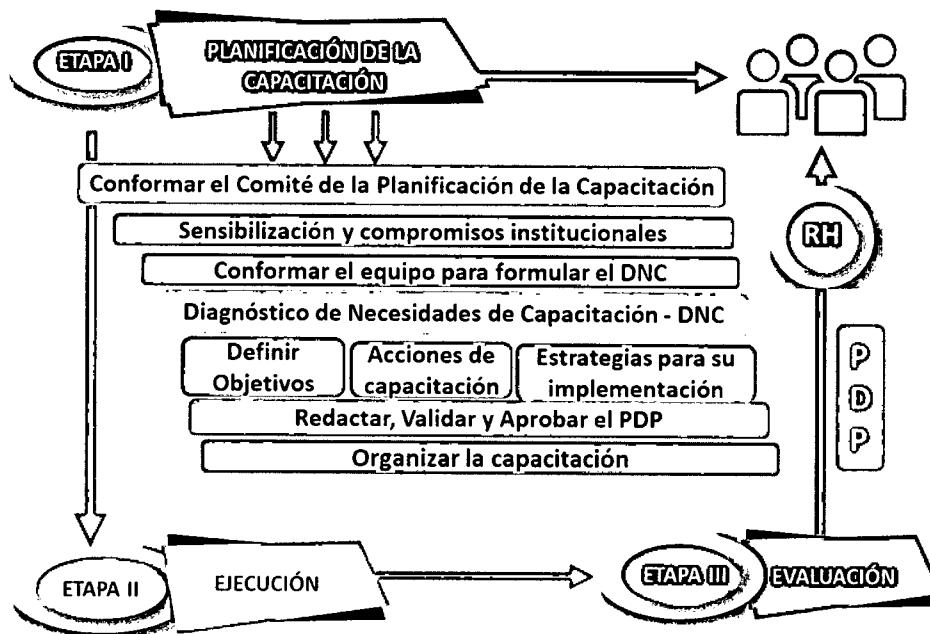 ETAPA I
PLANIFICACIÓN DE LA
CAPACITACIÓN
Conformar el Comité de la Planificación de la Capacitación
Sensibilización y compromisos institucionales
RH
Conformar el equipo para formular el DNC
Diagnóstico de Necesidades de Capacitación - DNC
Definir
Objetivos
Acciones de
capacitación
Estrategias para su
implementación
P
D
P
Redactar, Validar y Aprobar el PDP
Organizar la capacitación
ETAPA II
EJECUCIÓN
ETAPA III
EVALUACIÓN